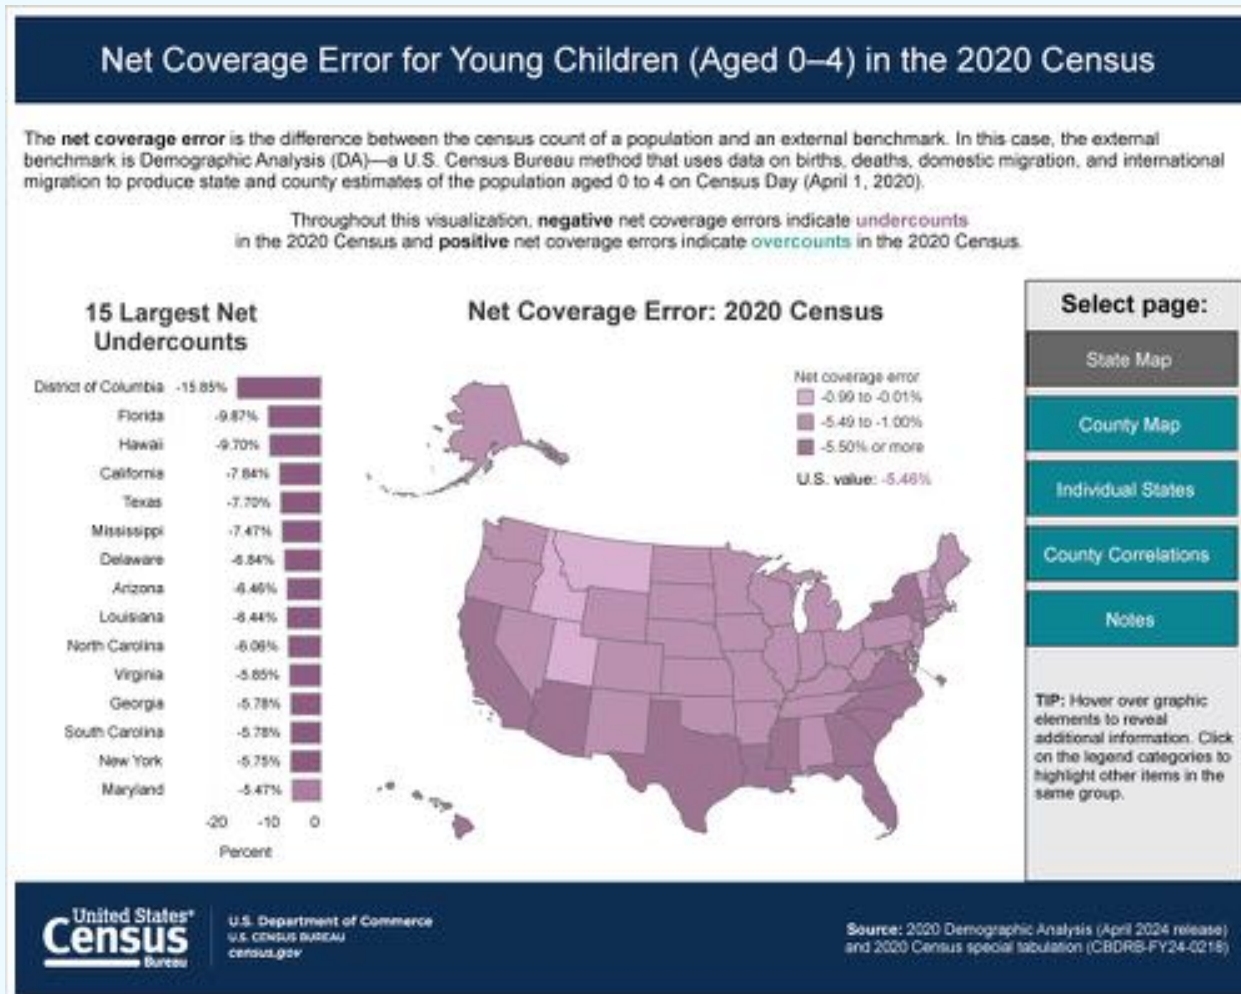 Net Coverage Error for Young Children (Aged 0–4) in the 2020 Census
The net coverage error is the difference between the census count of a population and an external
benchmark. In this case, the external benchmark is Demographic Analysis (DA)—a U.S. Census Bureau method that uses data on births, deaths, domestic migration, and international
migration to produce state and county estimates of the population aged 0 to 4 on Census Day (April 1, 2020).
Throughout this visualization, negative net coverage errors indicate undercounts
in the 2020 Census and positive net coverage errors indicate overcounts in the 2020 Census.
15 Largest Net
Undercounts
District of Columbia -15.85%
Florida -9.87%
Hawaii -9.70%
California -7.84%
Texas -7.70%
Mississippi -7.47%
Delaware -6.84%
Arizona -6.46%
Louisiana -6.44%
North Carolina -6.06%
Virginia -5.85%
Georgia -5.78%
South Carolina -5.78%
New York -5.75%
Maryland -5.47%
-20 -10 0
Percent
Net Coverage Error: 2020 Census
Net coverage error
-0.99 to -0.01%
-5.49 to -1.00%
-5.50% or more
U.S. value: -5.46%
Select page:
State Map
County Map
Individual States
County Correlations
Notes
TIP: Hover over graphic
elements to reveal
additional information. Click
on the legend categories to
highlight other items in the
same group.
United States®
Census
Bureau
U.S. Department of Commerce
U.S. CENSUS BUREAU
census.gov
Source: 2020 Demographic Analysis (April 2024 release)
and 2020 Census special tabulation (CBDRB-FY24-0218)